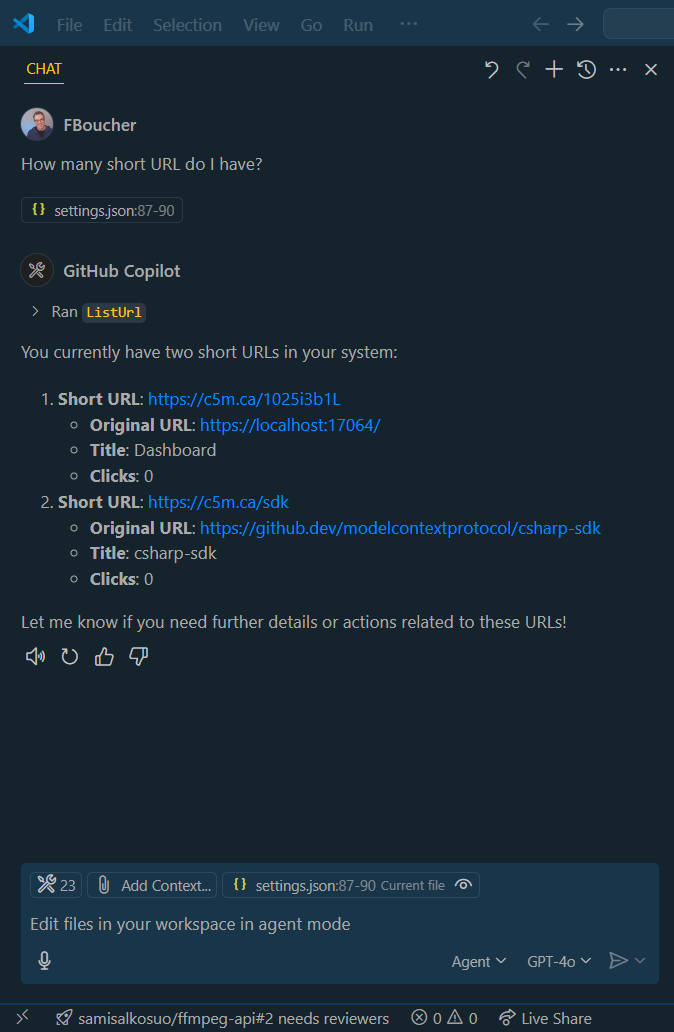 File Edit Selection View Go Run ...
CHAT
FBoucher
How many short URL do I have?
{} settings.json:87-90
GitHub Copilot
> Ran ListUrl
You currently have two short URLs in your system:
1. Short URL: https://c5m.ca/1025i3b1L
Original URL: https://localhost:17064/
Title: Dashboard
Clicks: 0
2. Short URL: https://c5m.ca/sdk
Original URL: https://github.dev/modelcontextprotocol/csharp-sdk
Title: csharp-sdk
Clicks: 0
Let me know if you need further details or actions related to these URLs!
23 Add Context... {} settings.json:87-90 Current file
Edit files in your workspace in agent mode
Agent GPT-4o
samisalkosuo/ffmpeg-api#2 needs reviewers 0 0 Live Share